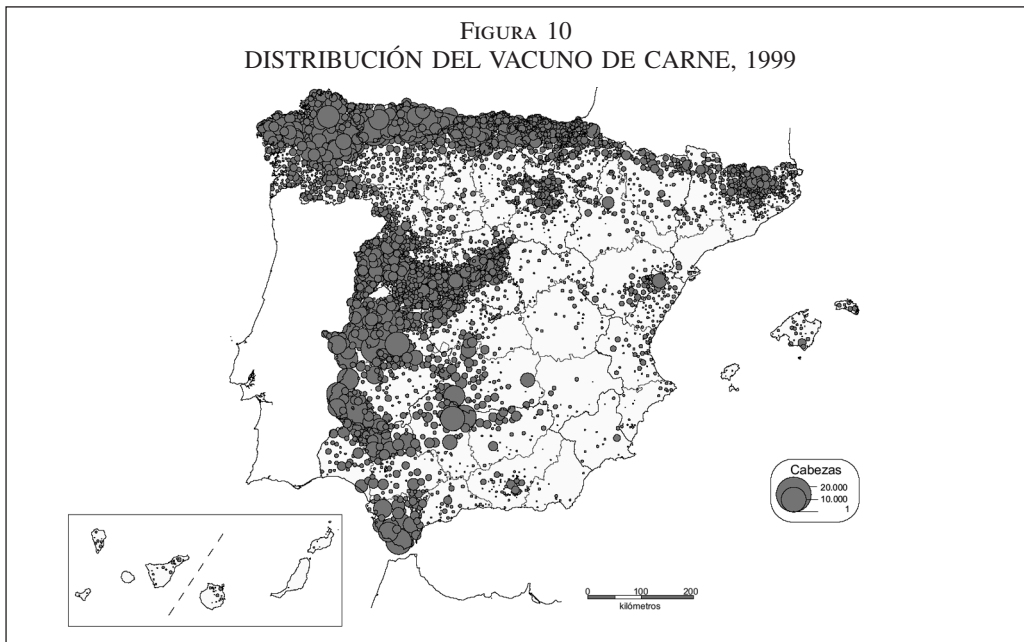 FIGURA 10
DISTRIBUCIÓN DEL VACUNO DE CARNE, 1999
Cabezas
20.000
10.000
1
0 100 200
kilómetros